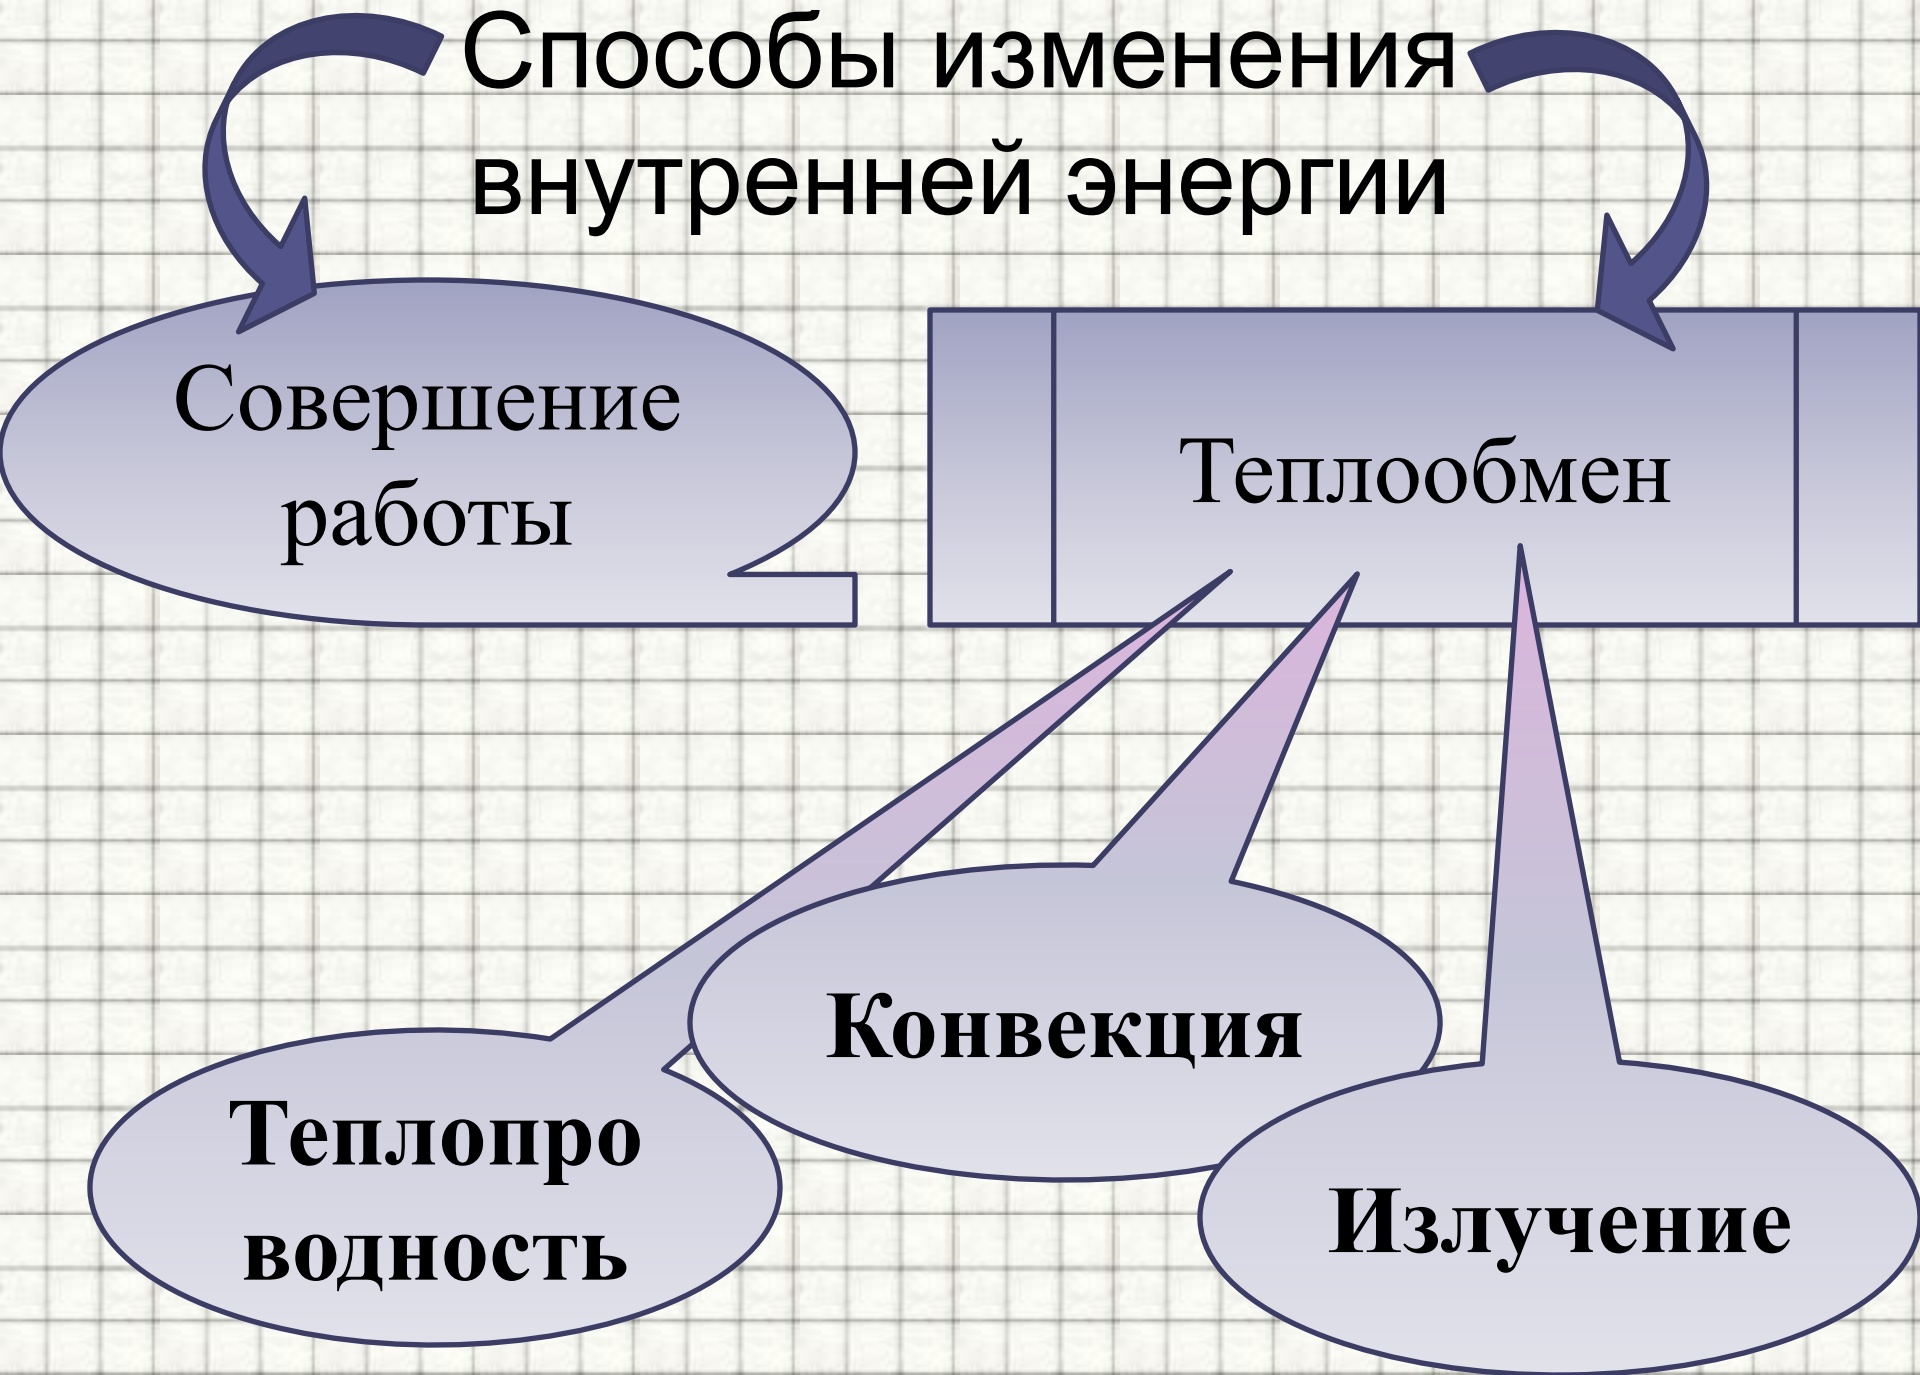 Способы изменения
внутренней энергии
Совершение
работы
Теплообмен
Конвекция
Теплопро
водность
Излучение